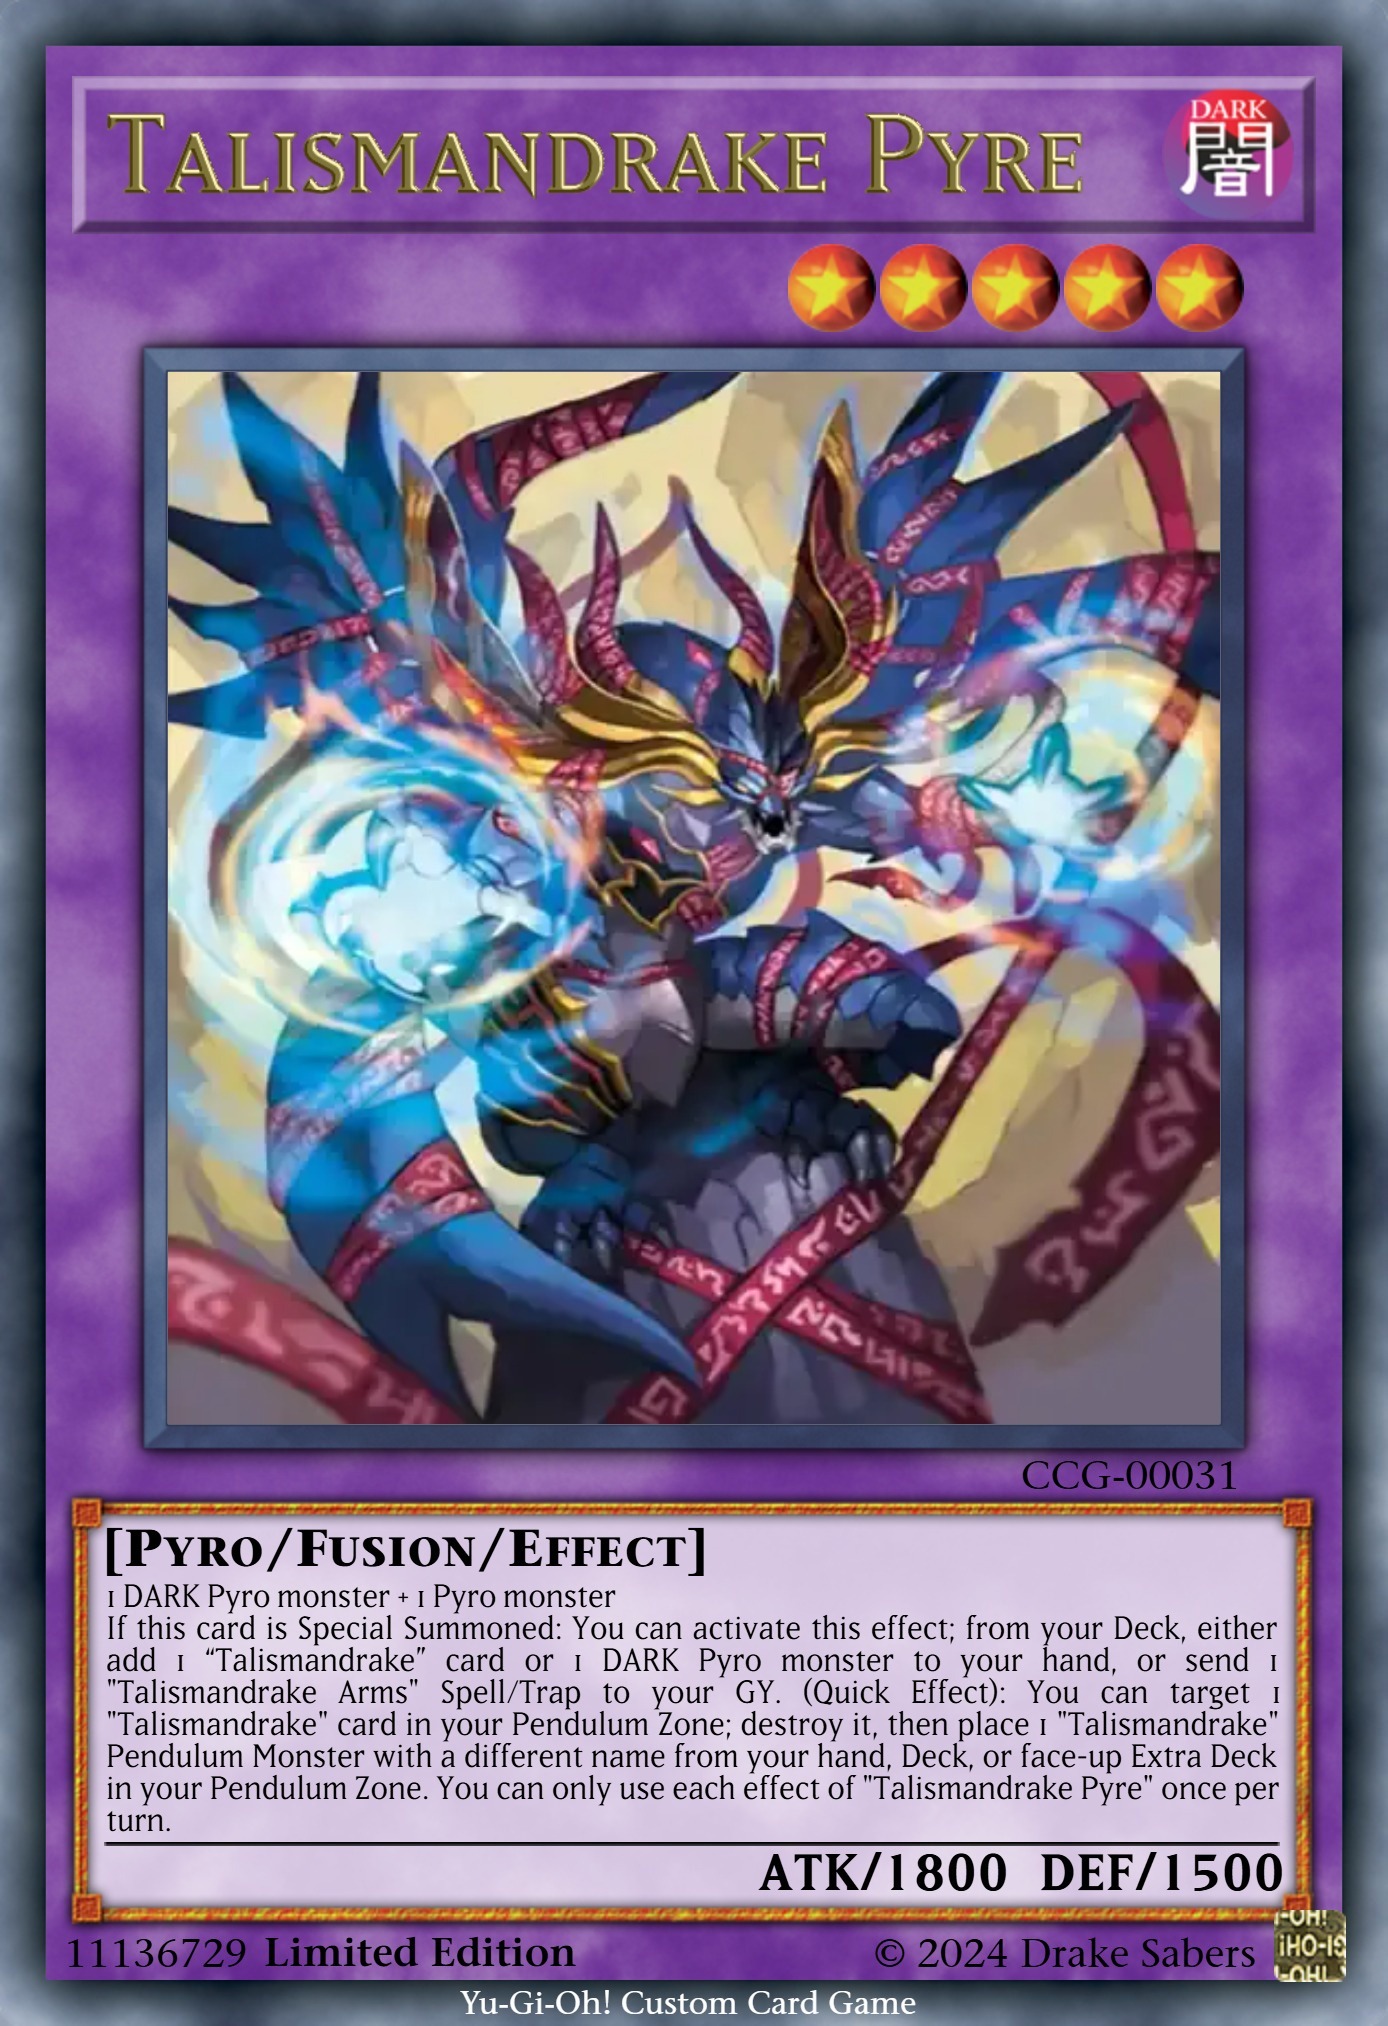 TALISMANDRAKE PYRE
DARK
闇
CCG-00031
[PYRO/FUSION/EFFECT]
1 DARK Pyro monster + 1 Pyro monster
If this card is Special Summoned: You can activate this effect; from your Deck, either
add 1 “Talismandrake” card or 1 DARK Pyro monster to your hand, or send 1
"Talismandrake Arms" Spell/Trap to your GY. (Quick Effect): You can target 1
"Talismandrake" card in your Pendulum Zone; destroy it, then place 1 "Talismandrake"
Pendulum Monster with a different name from your hand, Deck, or face-up Extra Deck
in your Pendulum Zone. You can only use each effect of "Talismandrake Pyre" once per
turn.
ATK/1800 DEF/1500
11136729 Limited Edition
© 2024 Drake Sabers
Yu-Gi-Oh! Custom Card Game